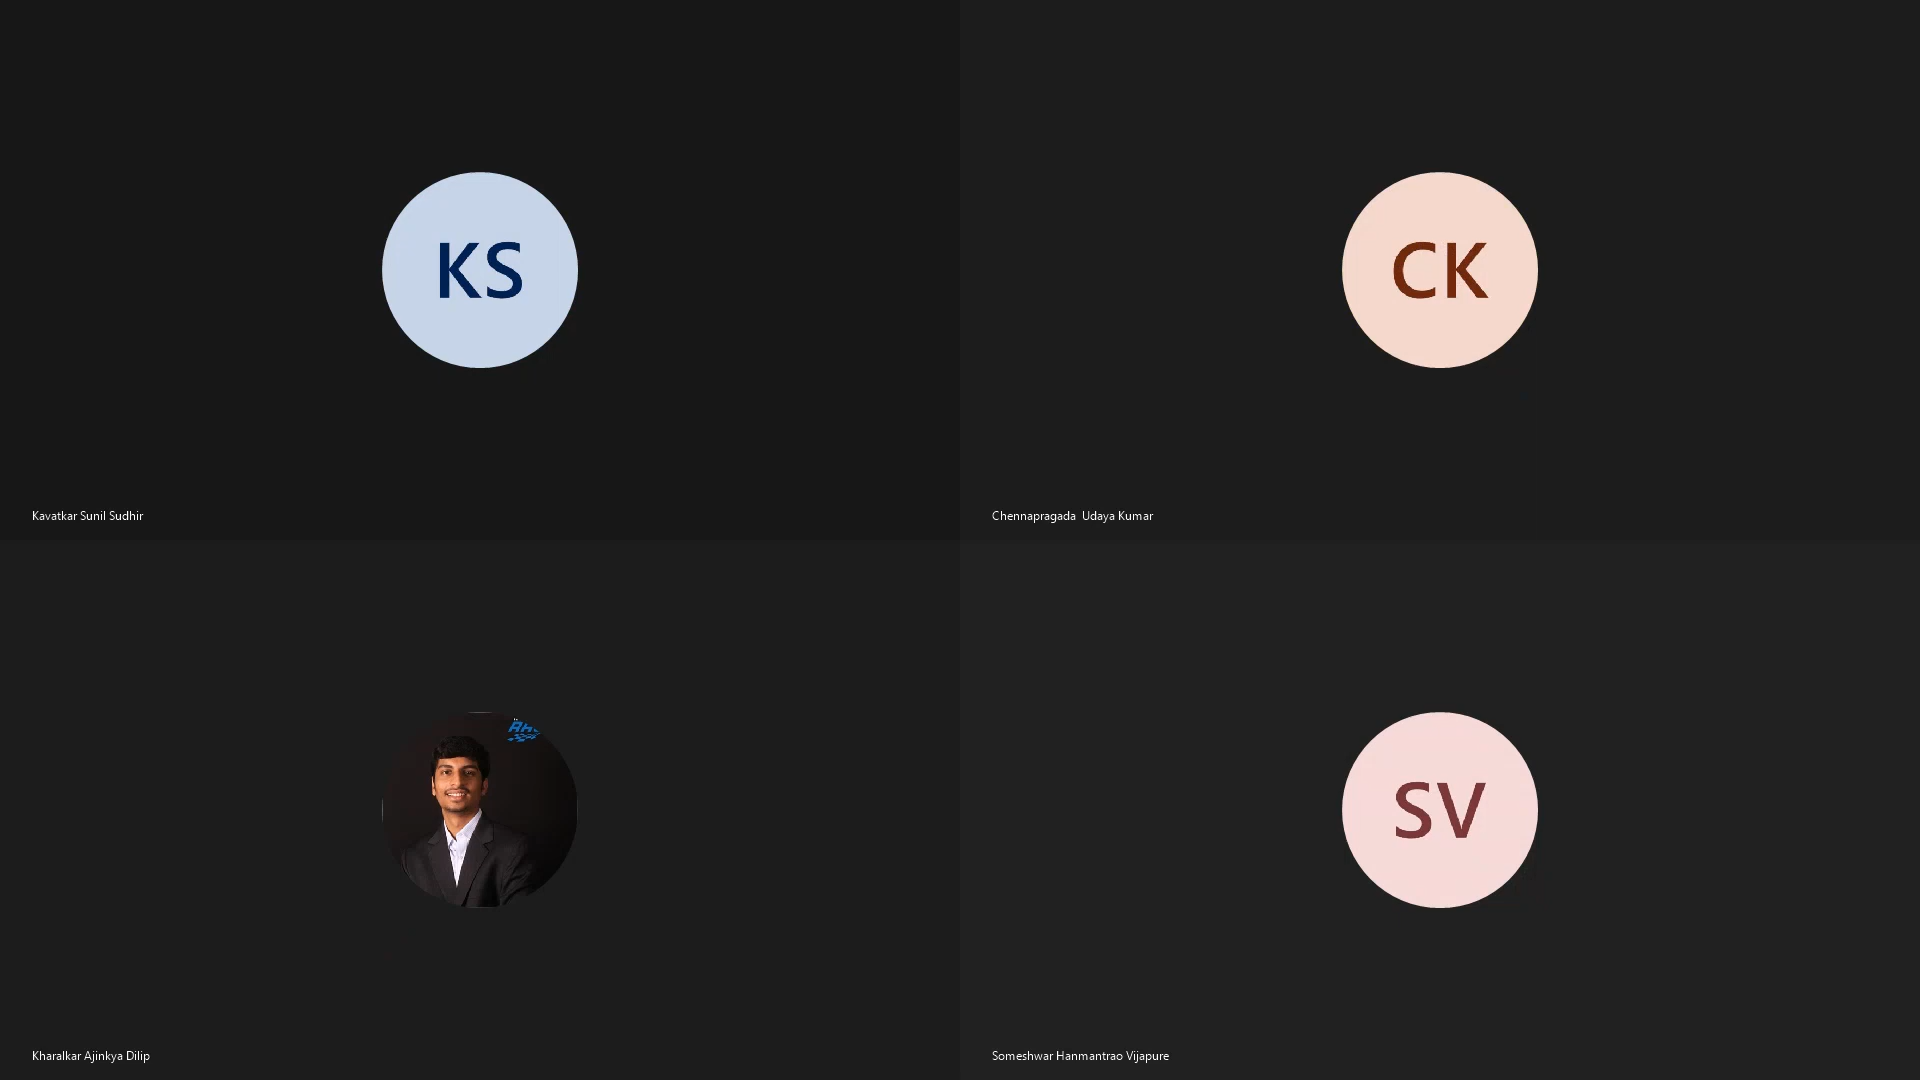 KS
CK
Kavatkar Sunil Sudhir
Chennapragada  Udaya Kumar
SV
Kharalkar Ajinkya Dilip
Someshwar Hanmantrao Vijapure